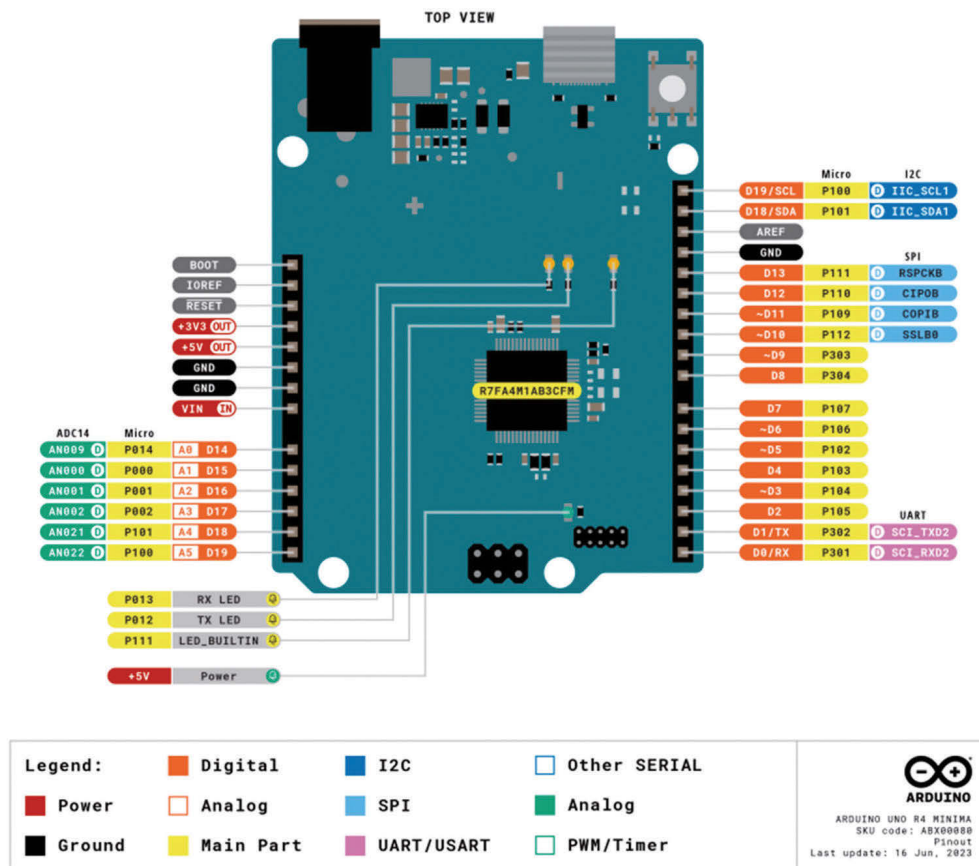 TOP VIEW
Micro I2C
D19/SCL P100 D IIC_SCL1
D18/SDA P101 D IIC_SDA1
AREF
GND
SPI
D13 P111 D RSPCKB
D12 P110 D CIPOB
~D11 P109 D COPIB
~D10 P112 D SSLB0
~D9 P303
D8 P304
D7 P107
~D6 P106
~D5 P102
D4 P103
~D3 P104
D2 P105
UART
D1/TX P302 D SCI_TXD2
D0/RX P301 D SCI_RXD2
BOOT
IOREF
RESET
+3V3 OUT
+5V OUT
GND
GND
VIN IN
ADC14 Micro
AN009 D P014 A0 D14
AN000 D P000 A1 D15
AN001 D P001 A2 D16
AN002 D P002 A3 D17
AN021 D P101 A4 D18
AN022 D P100 A5 D19
R7FA4M1AB3CFM
P013 RX LED
P012 TX LED
P111 LED_BUILTIN
+5V Power
Legend:
Digital I2C Other SERIAL
Power Analog SPI Analog
Ground Main Part UART/USART PWM/Timer
ARDUINO
ARDUINO UNO R4 MINIMA
SKU code: ABX00080
Pinout
Last update: 16 Jun, 2023